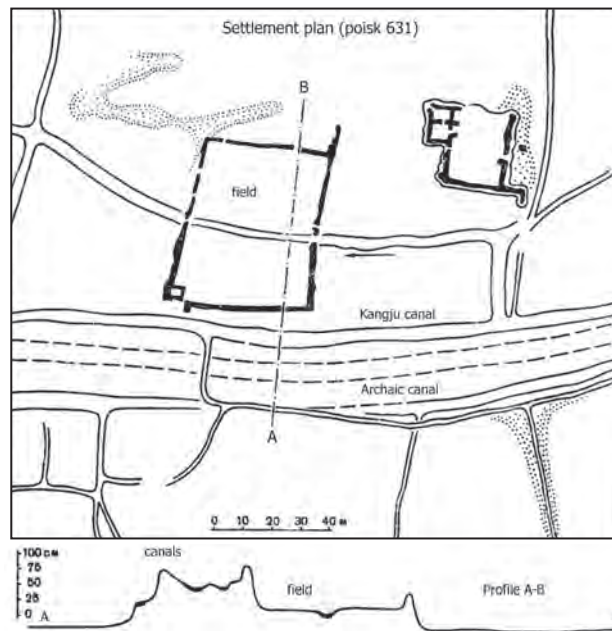 Settlement plan (poisk 631)
B
field
Kangju canal
Archaic canal
A
0 10 20 30 40 M
100 CM
canals
75
50
field
Profile A-B
25
0 A